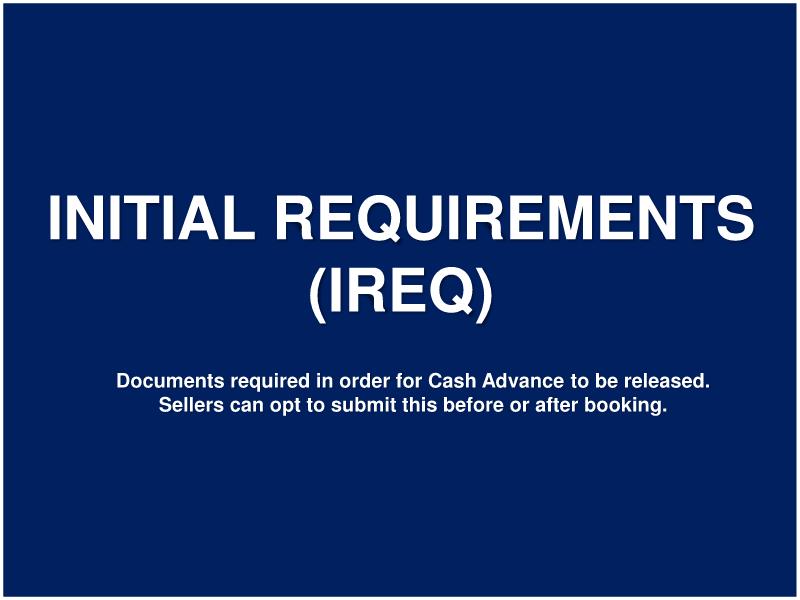 INITIAL REQUIREMENTS
(IREQ)
Documents required in order for Cash Advance to be released.
Sellers can opt to submit this before or after booking.